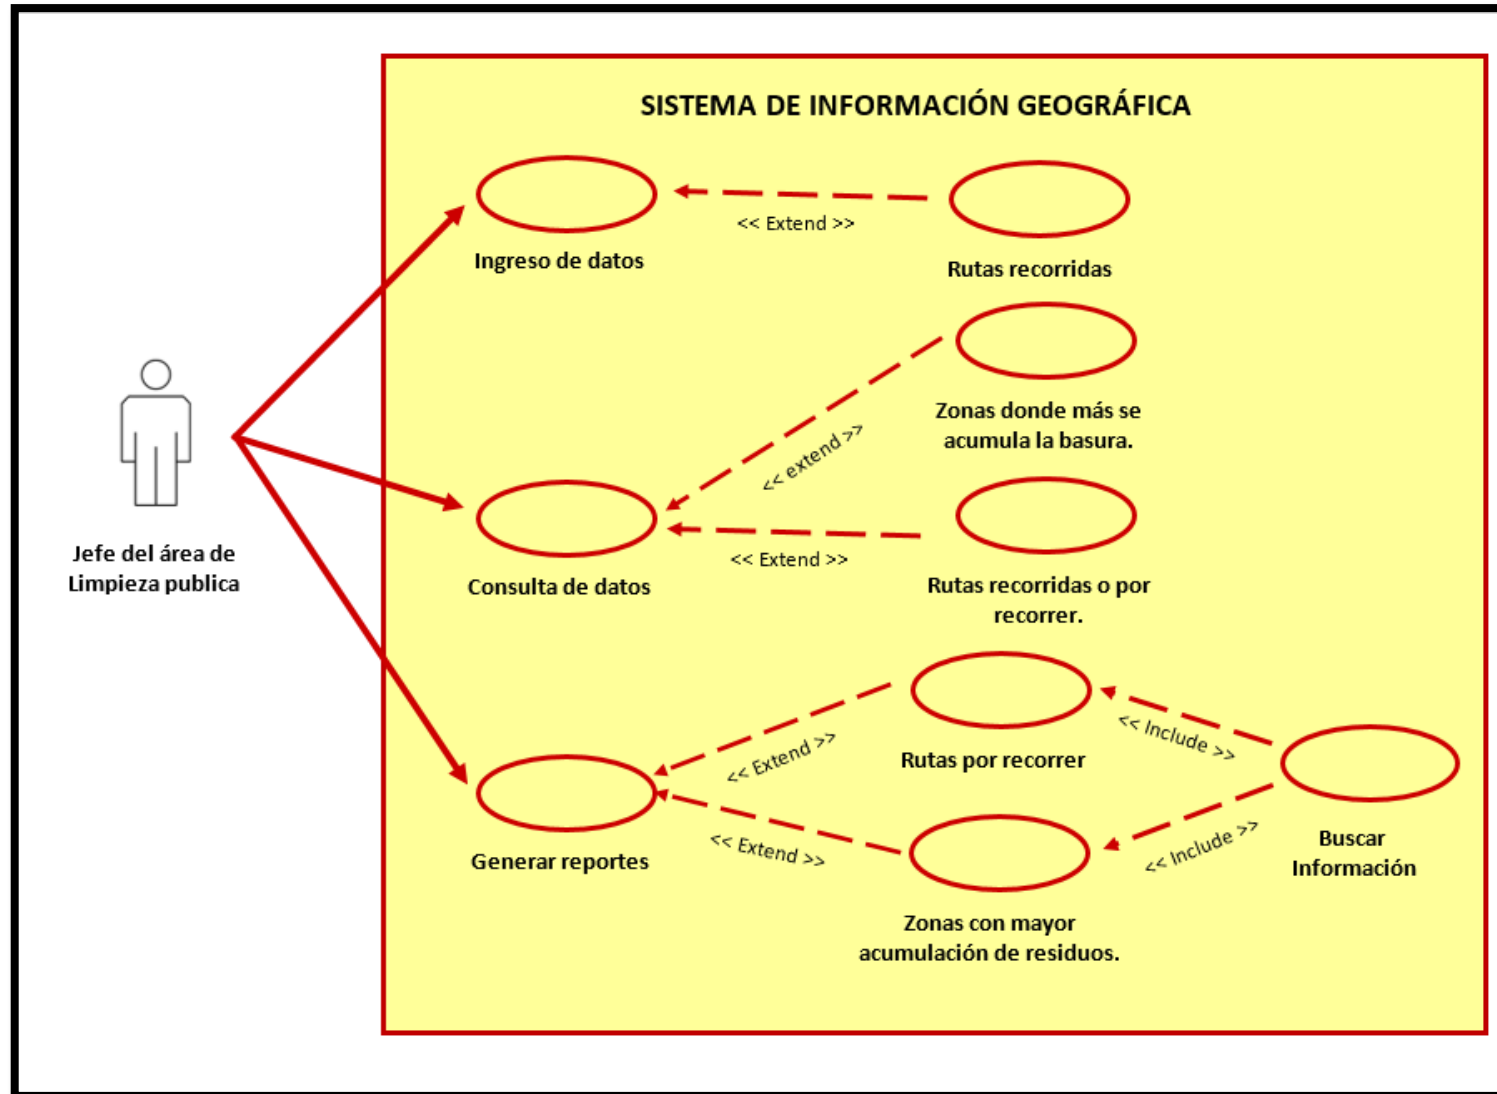 SISTEMA DE INFORMACIÓN GEOGRÁFICA
<< Extend >>
Ingreso de datos
Rutas recorridas
Zonas donde más se
acumula la basura.
<< extend >>
Jefe del área de
Limpieza publica
<< Extend >>
Consulta de datos
Rutas recorridas o por
recorrer.
<< Include >>
<< Extend >>
Rutas por recorrer
<< Extend >>
<< Include >>
Buscar
Información
Generar reportes
Zonas con mayor
acumulación de residuos.